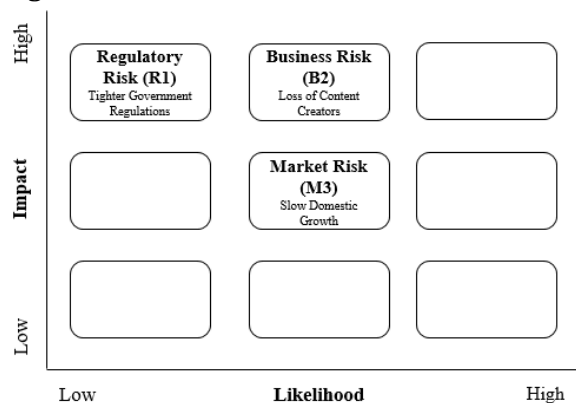 High
Regulatory
Risk (R1)
Tighter Government
Regulations
Business Risk
(B2)
Loss of Content
Creators
Impact
Market Risk
(M3)
Slow Domestic
Growth
Low
Low
Likelihood
High